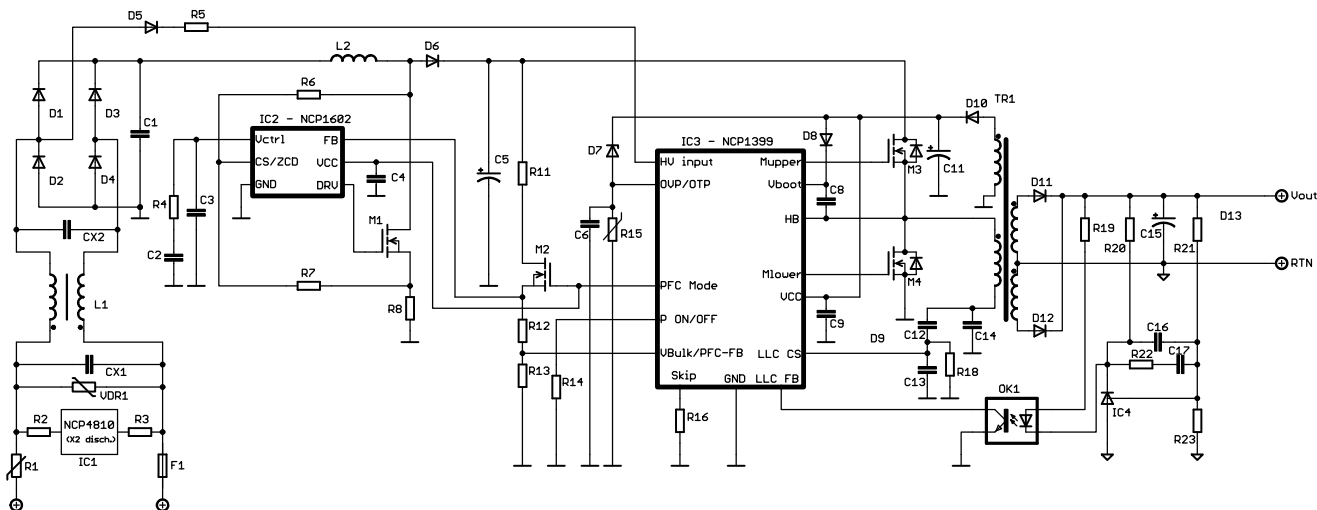 D5
R5
L2
D6
R6
D1
D3
C1
IC2 - NCP1602
Vctrl
FB
CS/ZCD
VCC
GND
DRV
D2
D4
C4
C5
R11
R4
C3
C2
CX2
M1
R7
R8
L1
CX1
VDR1
R2
NCP4810
(X2 disch.)
R3
IC1
R1
F1
D7
C6
R15
M2
R12
R13
R14
IC3 - NCP1399
HV input
OVP/OTP
PFC Mode
P ON/OFF
VBulk/PFC-FB
Skip
GND
LLC FB
Mupper
Vboot
HB
Mlower
VCC
LLC CS
R16
D8
C8
M3
C11
D10
TR1
M4
C9
D9
C12
C14
C13
R18
D11
D12
R19
R20
C15
R21
D13
Vout
RTN
C16
R22
C17
IC4
R23
OK1